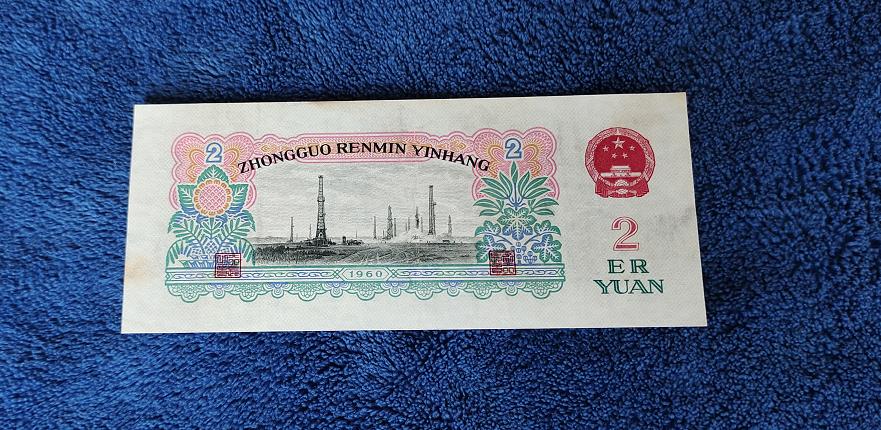 2 2
ZHONGGUO RENMIN YINHANG
1960
2
ER
YUAN